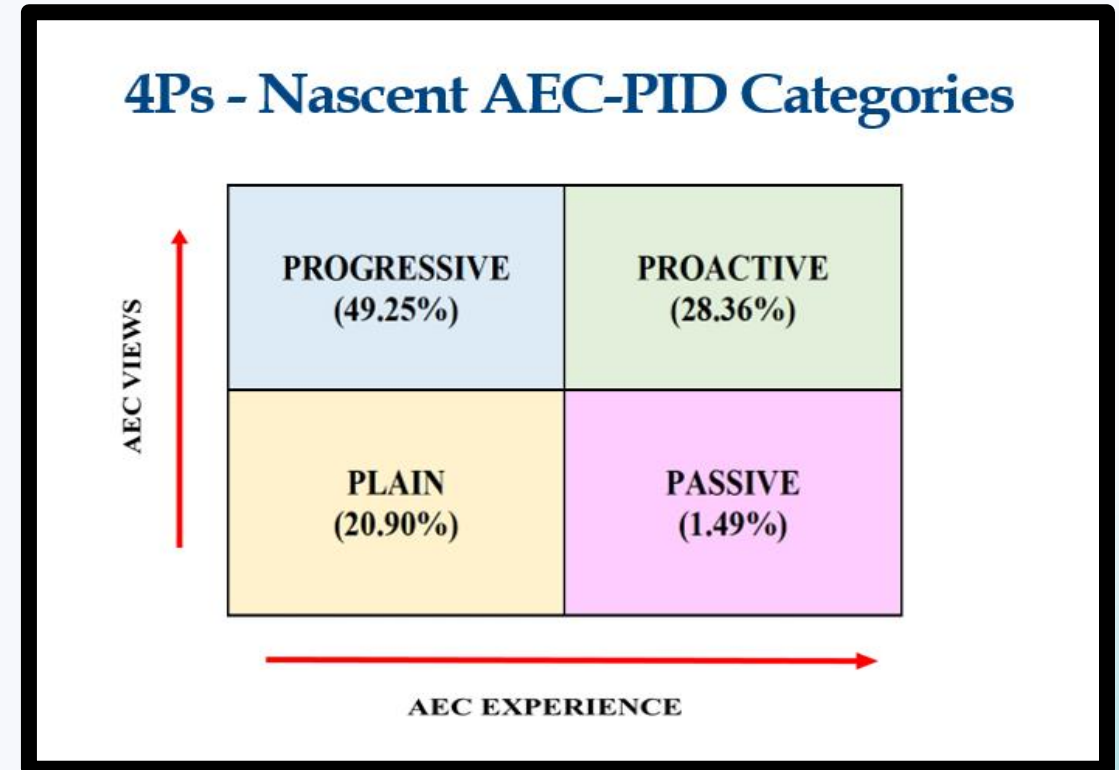 4Ps - Nascent AEC-PID Categories
PROGRESSIVE
(49.25%)
PROACTIVE
(28.36%)
AEC VIEWS
PLAIN
(20.90%)
PASSIVE
(1.49%)
AEC EXPERIENCE